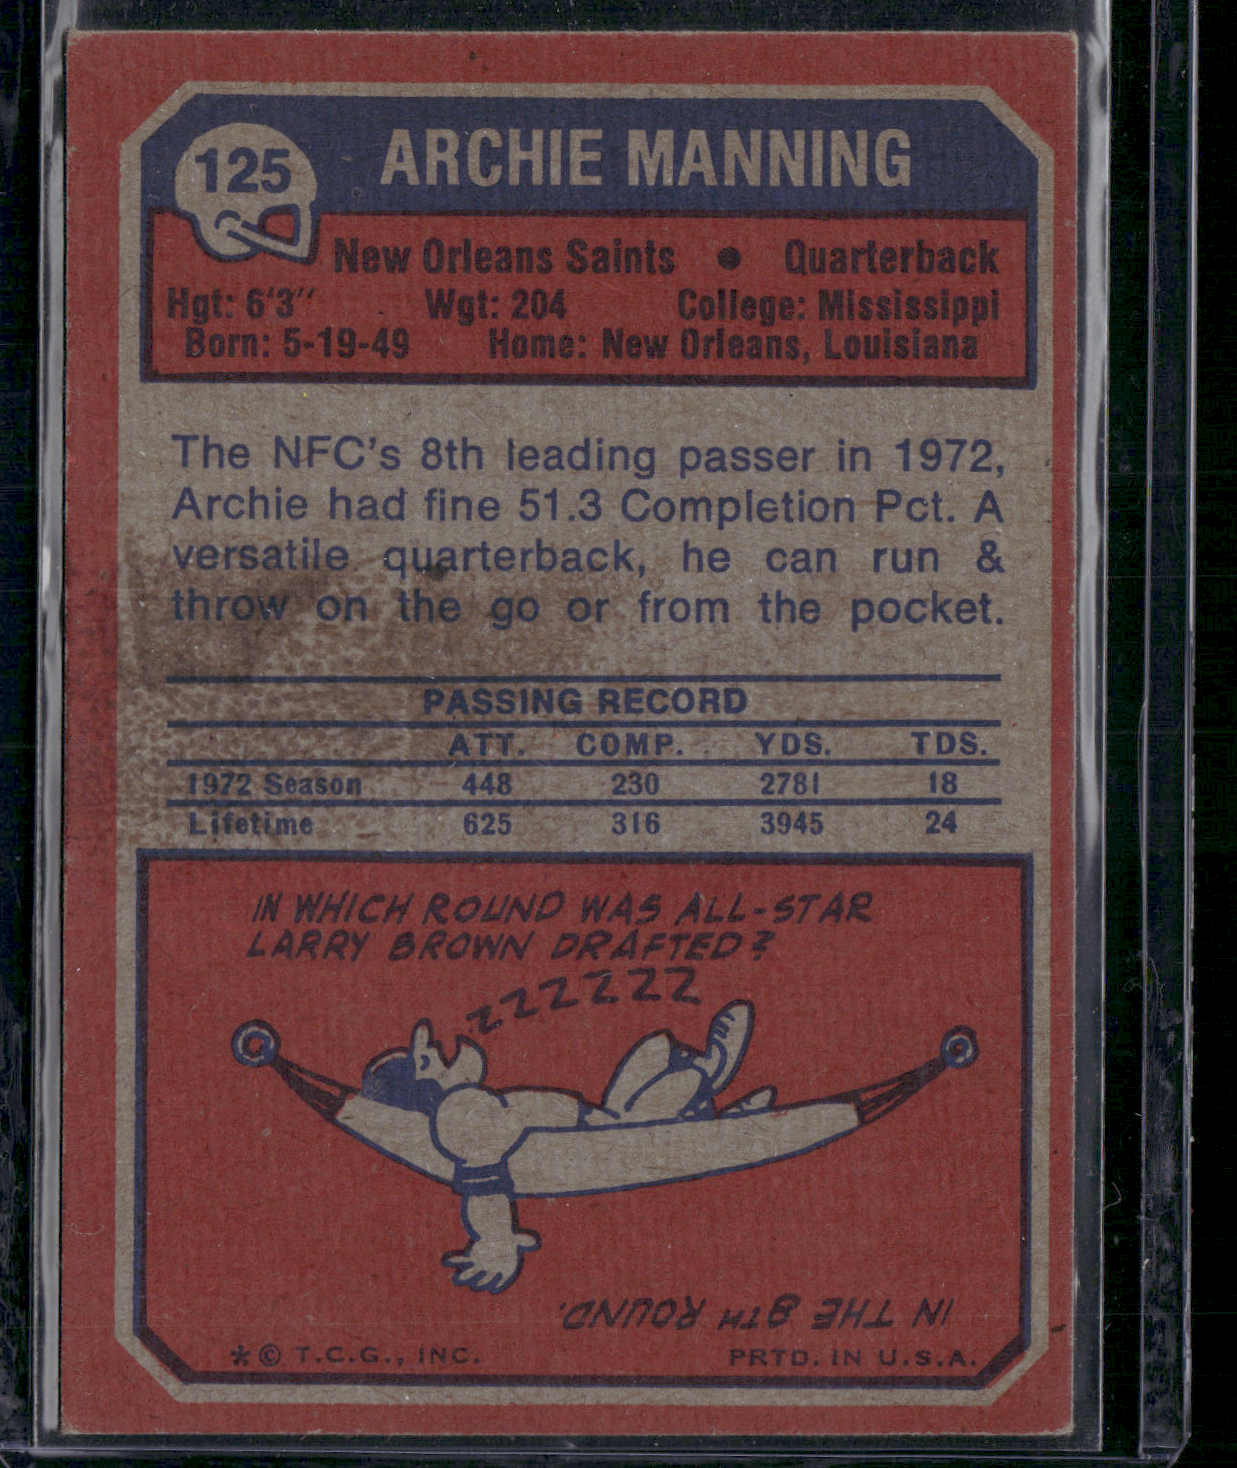 125
ARCHIE MANNING
New Orleans Saints • Quarterback
Hgt: 6'3" Wgt: 204 College: Mississippi
Born: 5-19-49 Home: New Orleans, Louisiana
The NFC's 8th leading passer in 1972,
Archie had fine 51.3 Completion Pct. A
versatile quarterback, he can run &
throw on the go or from the pocket.
PASSING RECORD
ATT. COMP. YDS. TDS.
1972 Season 448 230 2781 18
Lifetime 625 316 3945 24
IN WHICH ROUND WAS ALL-STAR
LARRY BROWN DRAFTED?
ZZZZZZ
IN THE 8TH ROUND.
*© T.C.G., INC. PRTD. IN U.S.A.